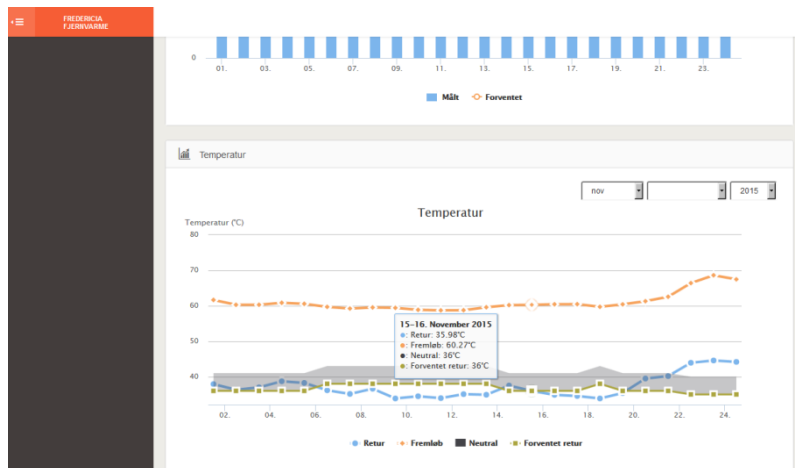 FREDERICIA
FJERNVARME
0
01. 03. 05. 07. 09. 11. 13. 15. 17. 19. 21. 23.
Målt Forventet
Temperatur
nov 2015
Temperatur
Temperatur (°C)
80
70
60
50
40
15-16. November 2015
Retur: 35.98°C
Fremløb: 60.27°C
Neutral: 36°C
Forventet retur: 36°C
02. 04. 06. 08. 10. 12. 14. 16. 18. 20. 22. 24.
Retur Fremløb Neutral Forventet retur